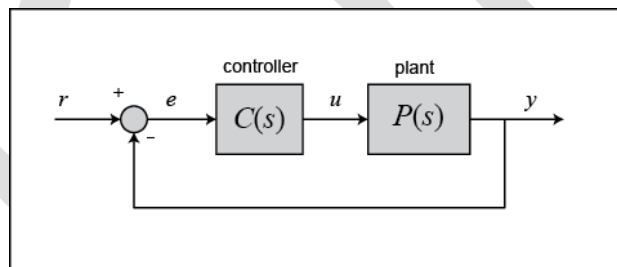 controller plant
r + e C(s) u P(s) y
−